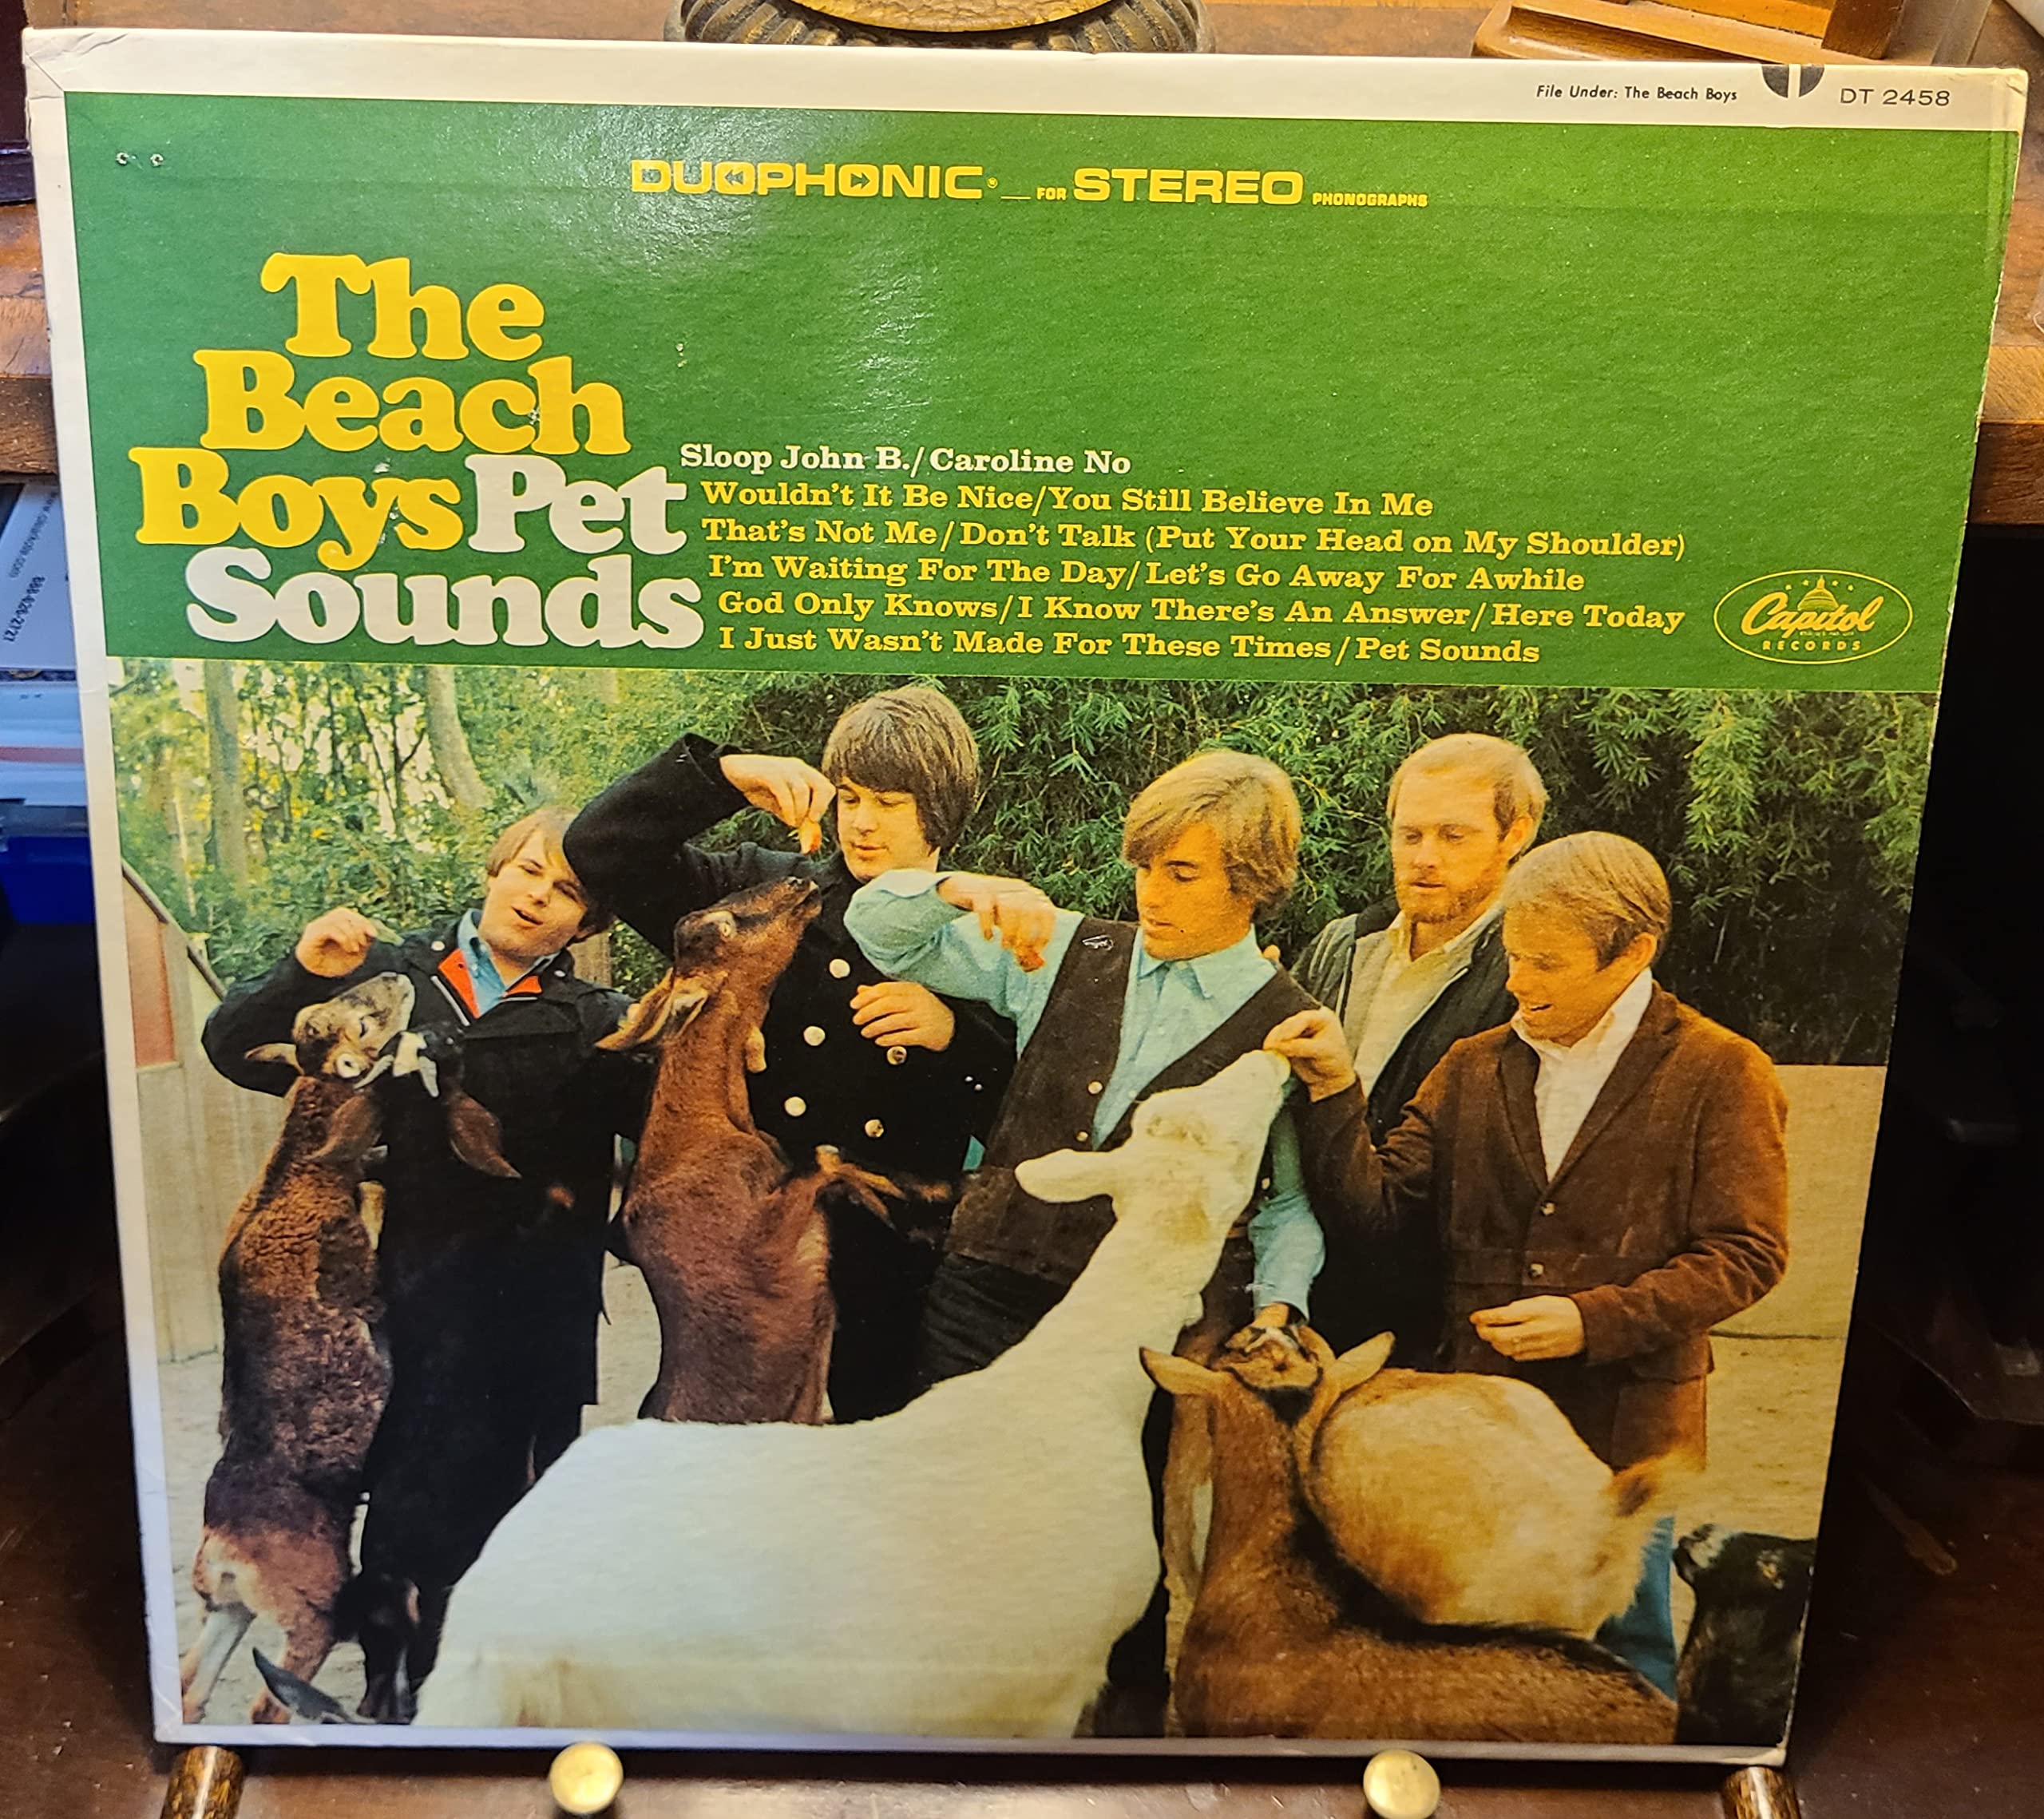 File Under: The Beach Boys
DT 2458
DUOPHONIC® — FOR STEREO PHONOGRAPHS
The
Beach
Boys Pet
Sounds
Sloop John B./Caroline No
Wouldn't It Be Nice/You Still Believe In Me
That's Not Me/Don't Talk (Put Your Head on My Shoulder)
I'm Waiting For The Day/Let's Go Away For Awhile
God Only Knows/I Know There's An Answer/Here Today
I Just Wasn't Made For These Times/Pet Sounds
Capitol
RECORDS